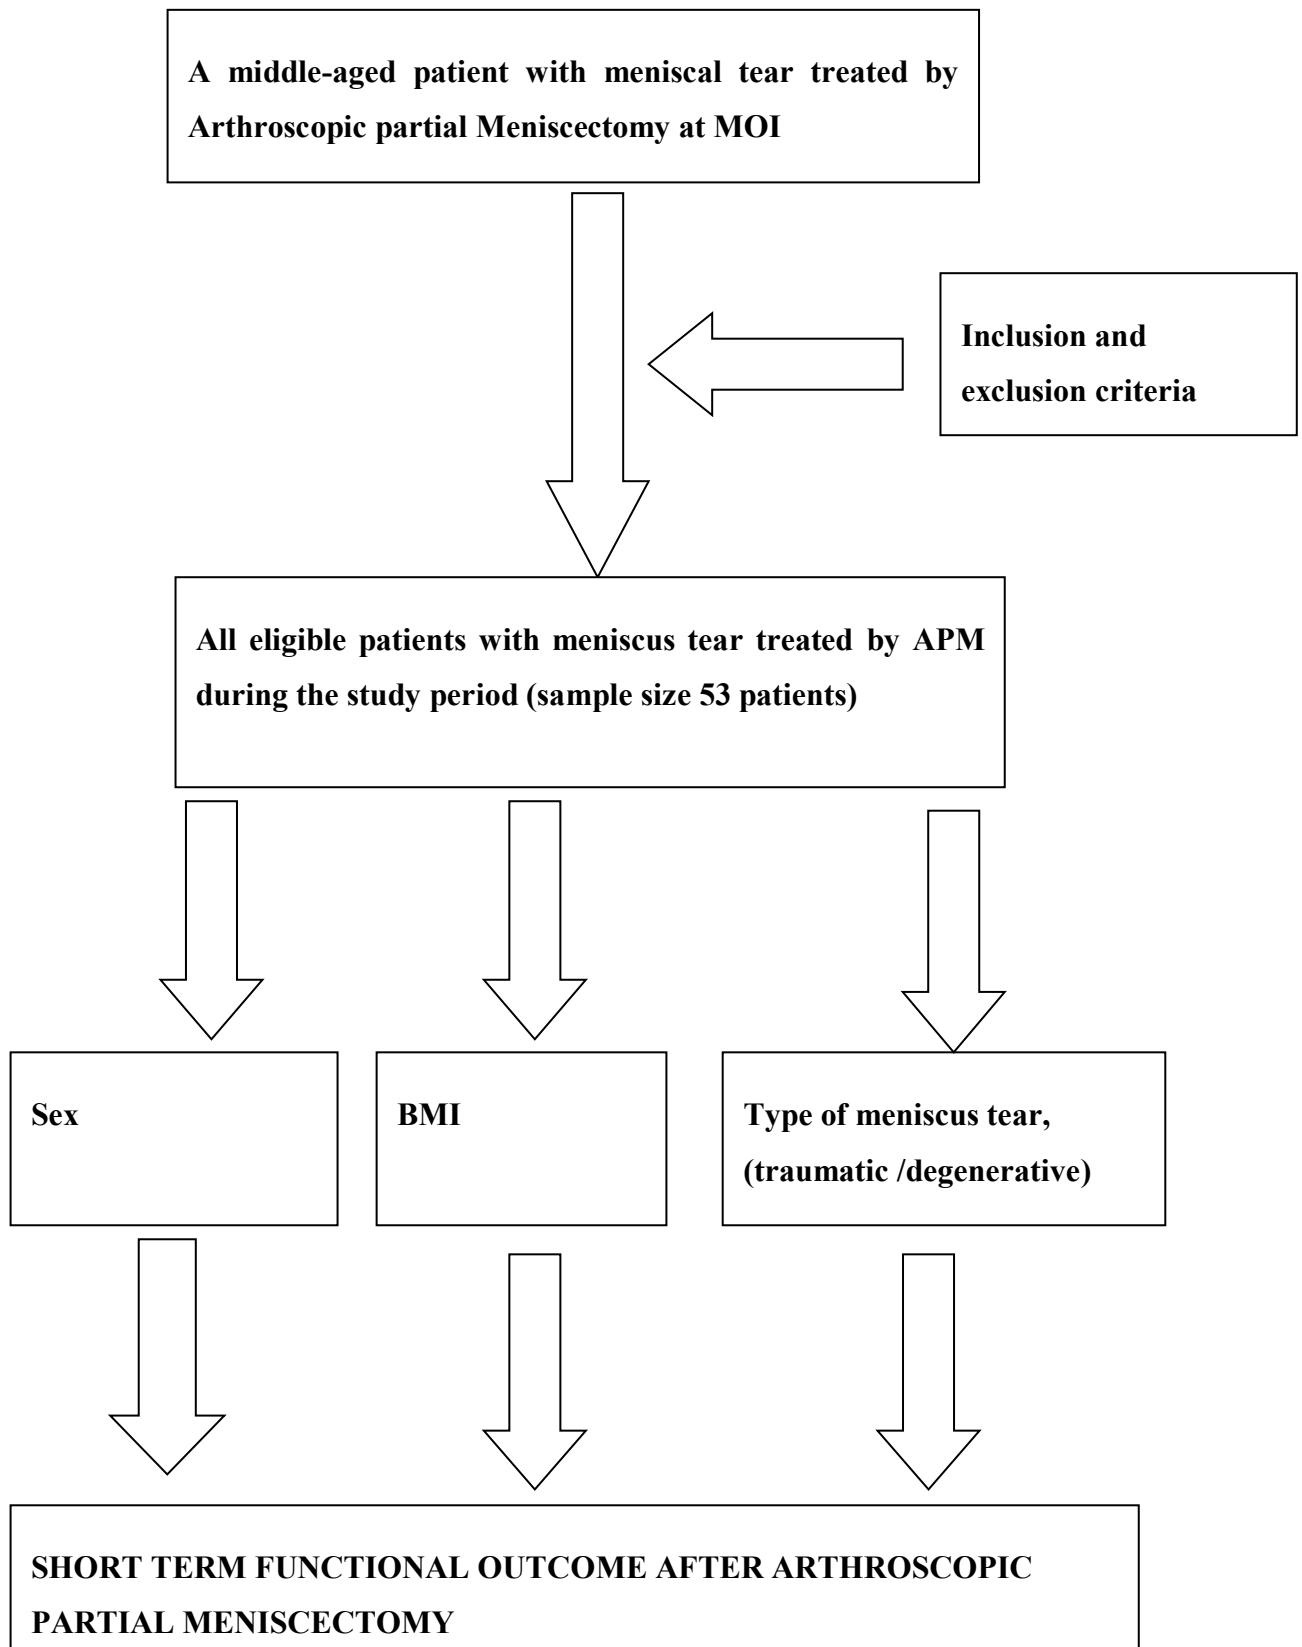 A middle-aged patient with meniscal tear treated by
Arthroscopic partial Meniscectomy at MOI
Inclusion and
exclusion criteria
All eligible patients with meniscus tear treated by APM
during the study period (sample size 53 patients)
Sex
BMI
Type of meniscus tear,
(traumatic /degenerative)
SHORT TERM FUNCTIONAL OUTCOME AFTER ARTHROSCOPIC
PARTIAL MENISCECTOMY